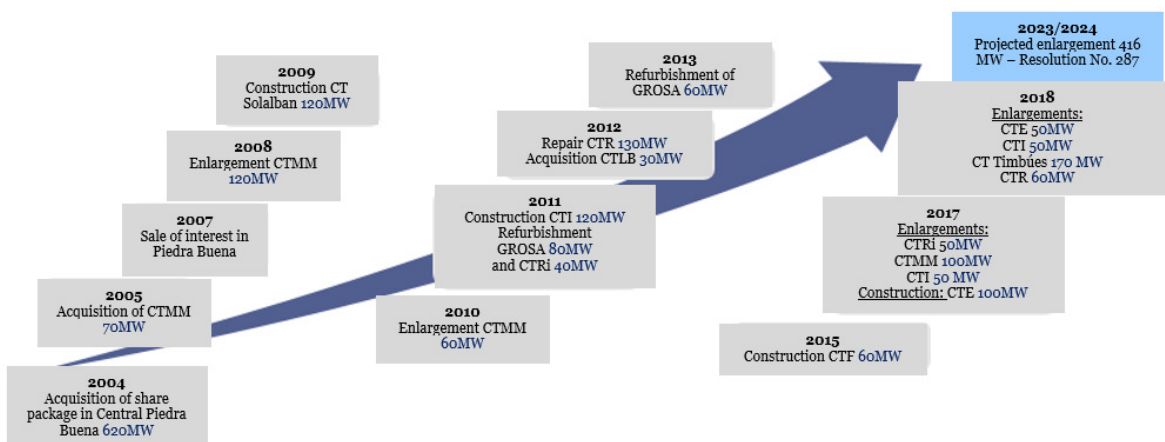 2004
Acquisition of share
package in Central Piedra
Buena 620MW
2005
Acquisition of CTMM
70MW
2007
Sale of interest in
Piedra Buena
2008
Enlargement CTMM
120MW
2009
Construction CT
Solalban 120MW
2010
Enlargement CTMM
60MW
2011
Construction CTI 120MW
Refurbishment
GROSA 80MW
and CTRi 40MW
2012
Repair CTR 130MW
Acquisition CTLB 30MW
2013
Refurbishment of
GROSA 60MW
2015
Construction CTF 60MW
2017
Enlargements:
CTRi 50MW
CTMM 100MW
CTI 50 MW
Construction: CTE 100MW
2018
Enlargements:
CTE 50MW
CTI 50MW
CT Timbúes 170 MW
CTR 60MW
2023/2024
Projected enlargement 416
MW – Resolution No. 287